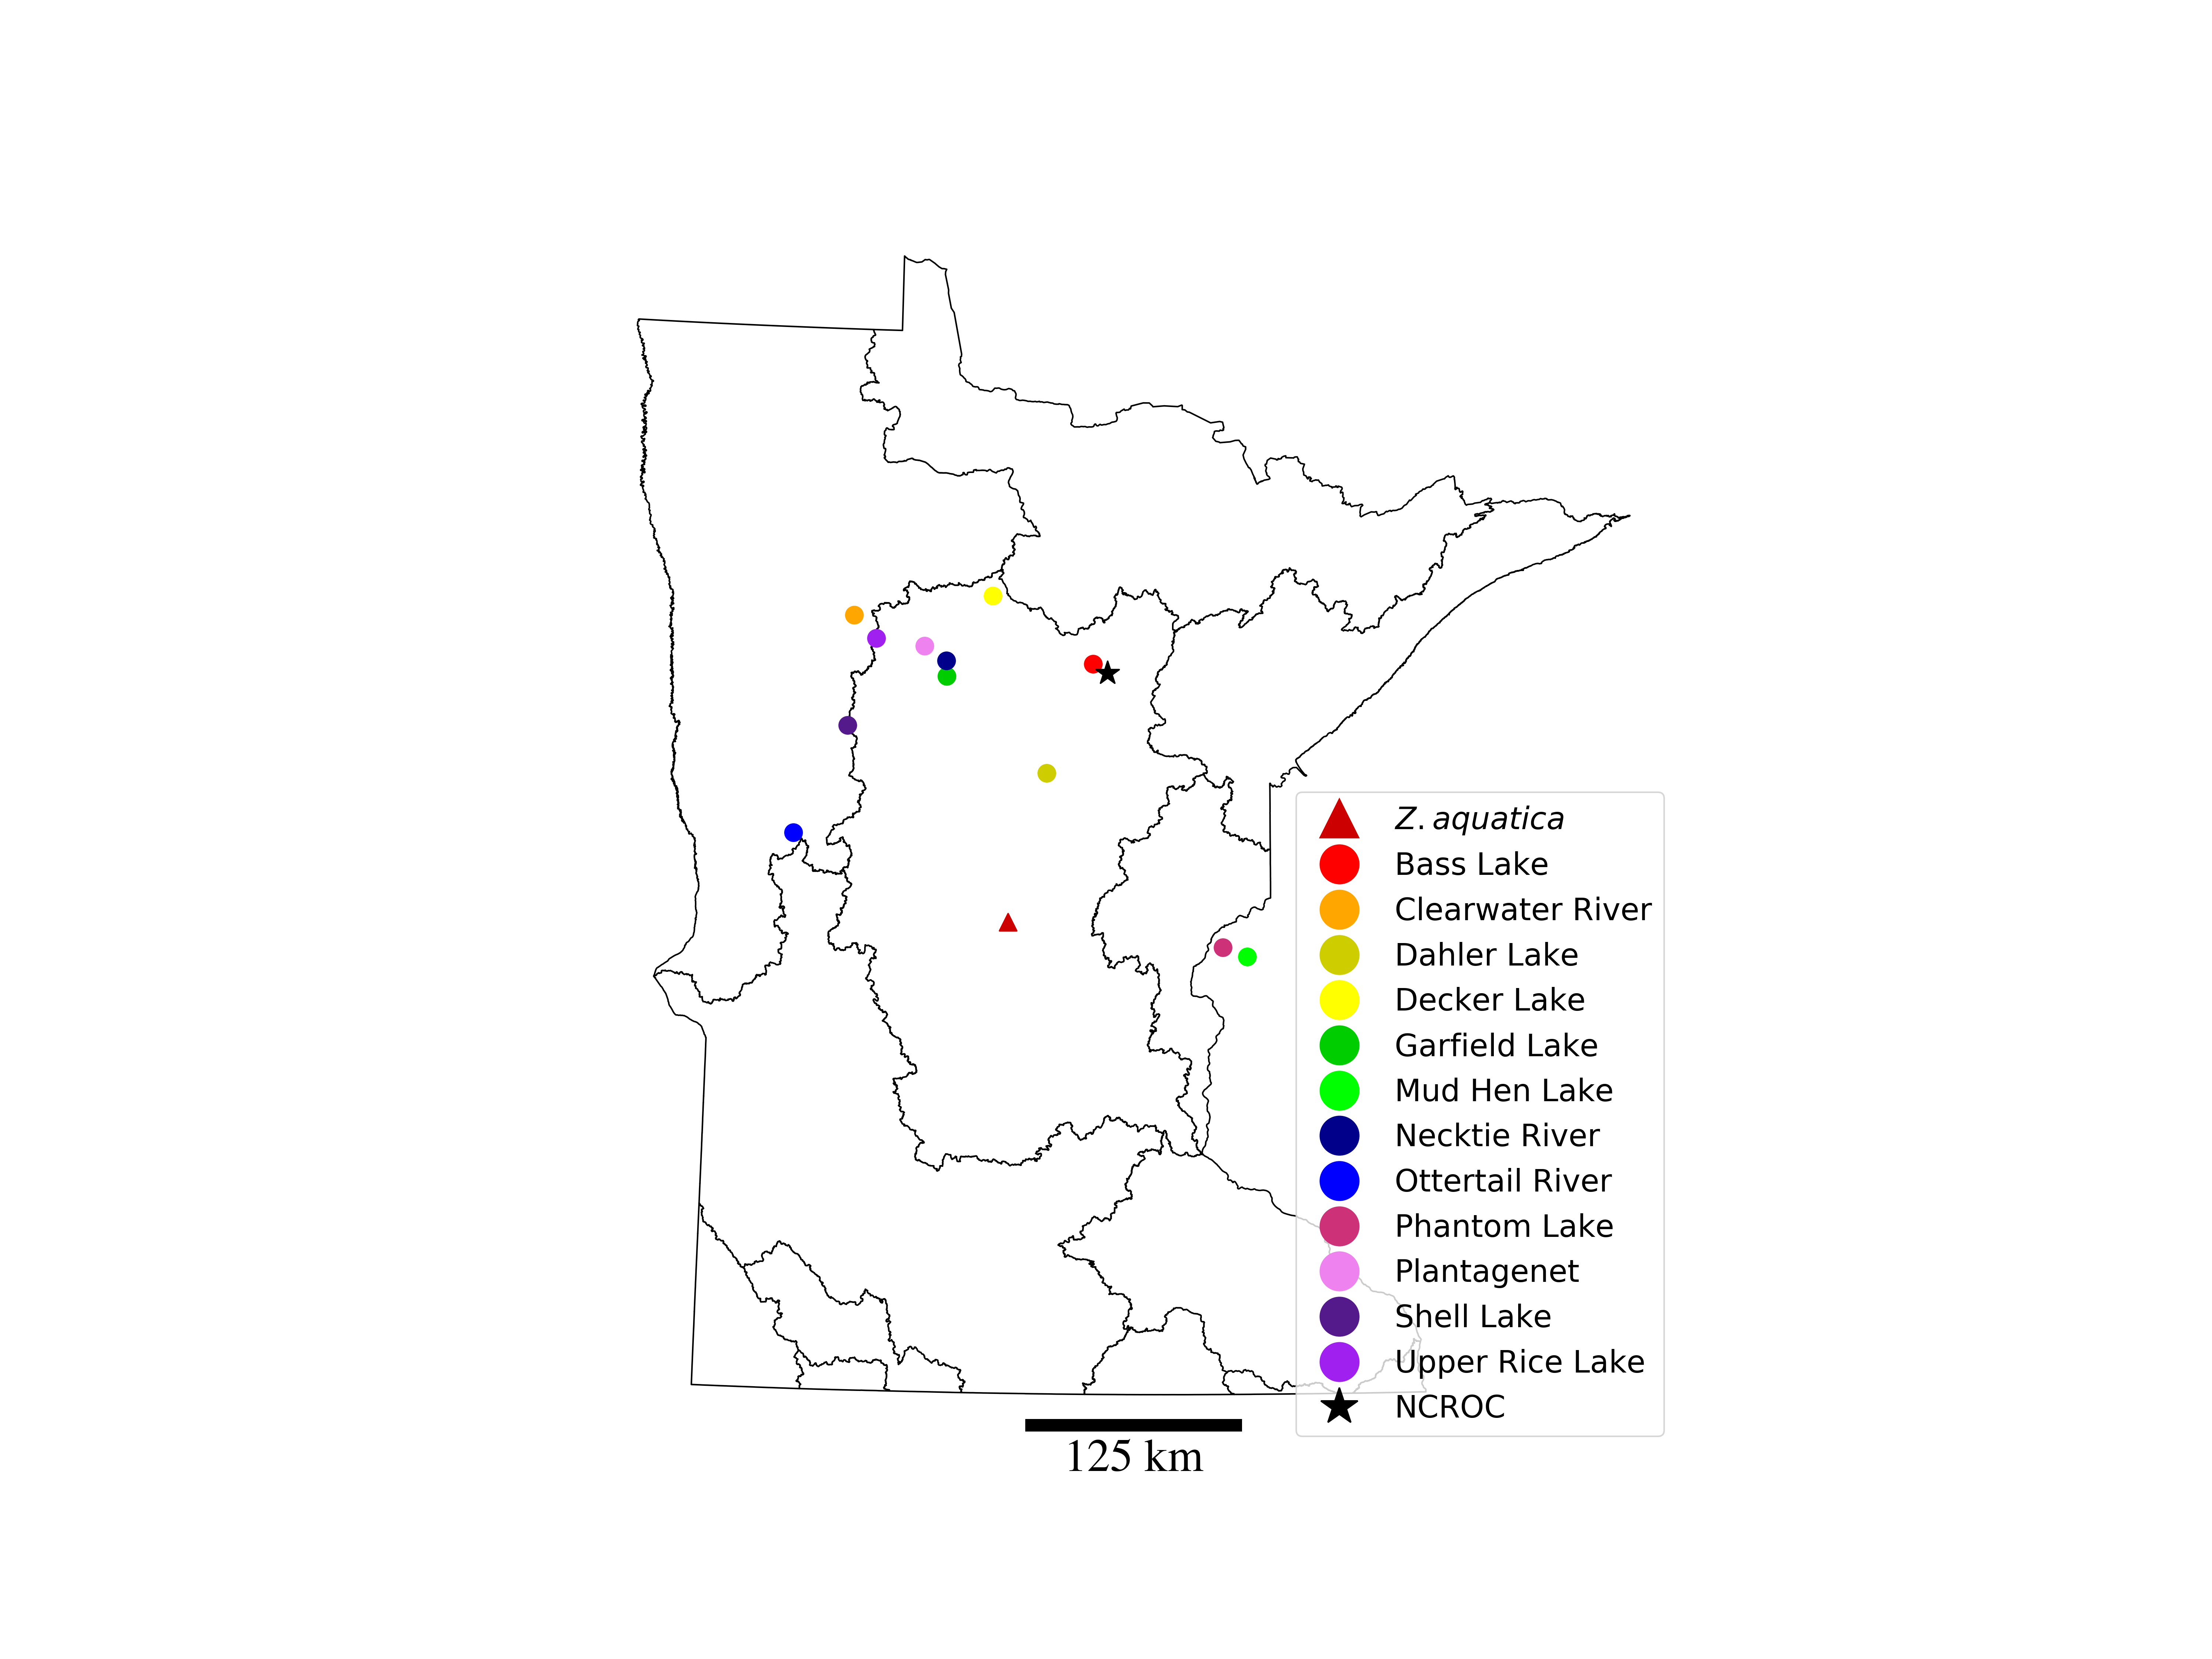 Z. aquatica
Bass Lake
Clearwater River
Dahler Lake
Decker Lake
Garfield Lake
Mud Hen Lake
Necktie River
Ottertail River
Phantom Lake
Plantagenet
Shell Lake
Upper Rice Lake
NCROC
125 km